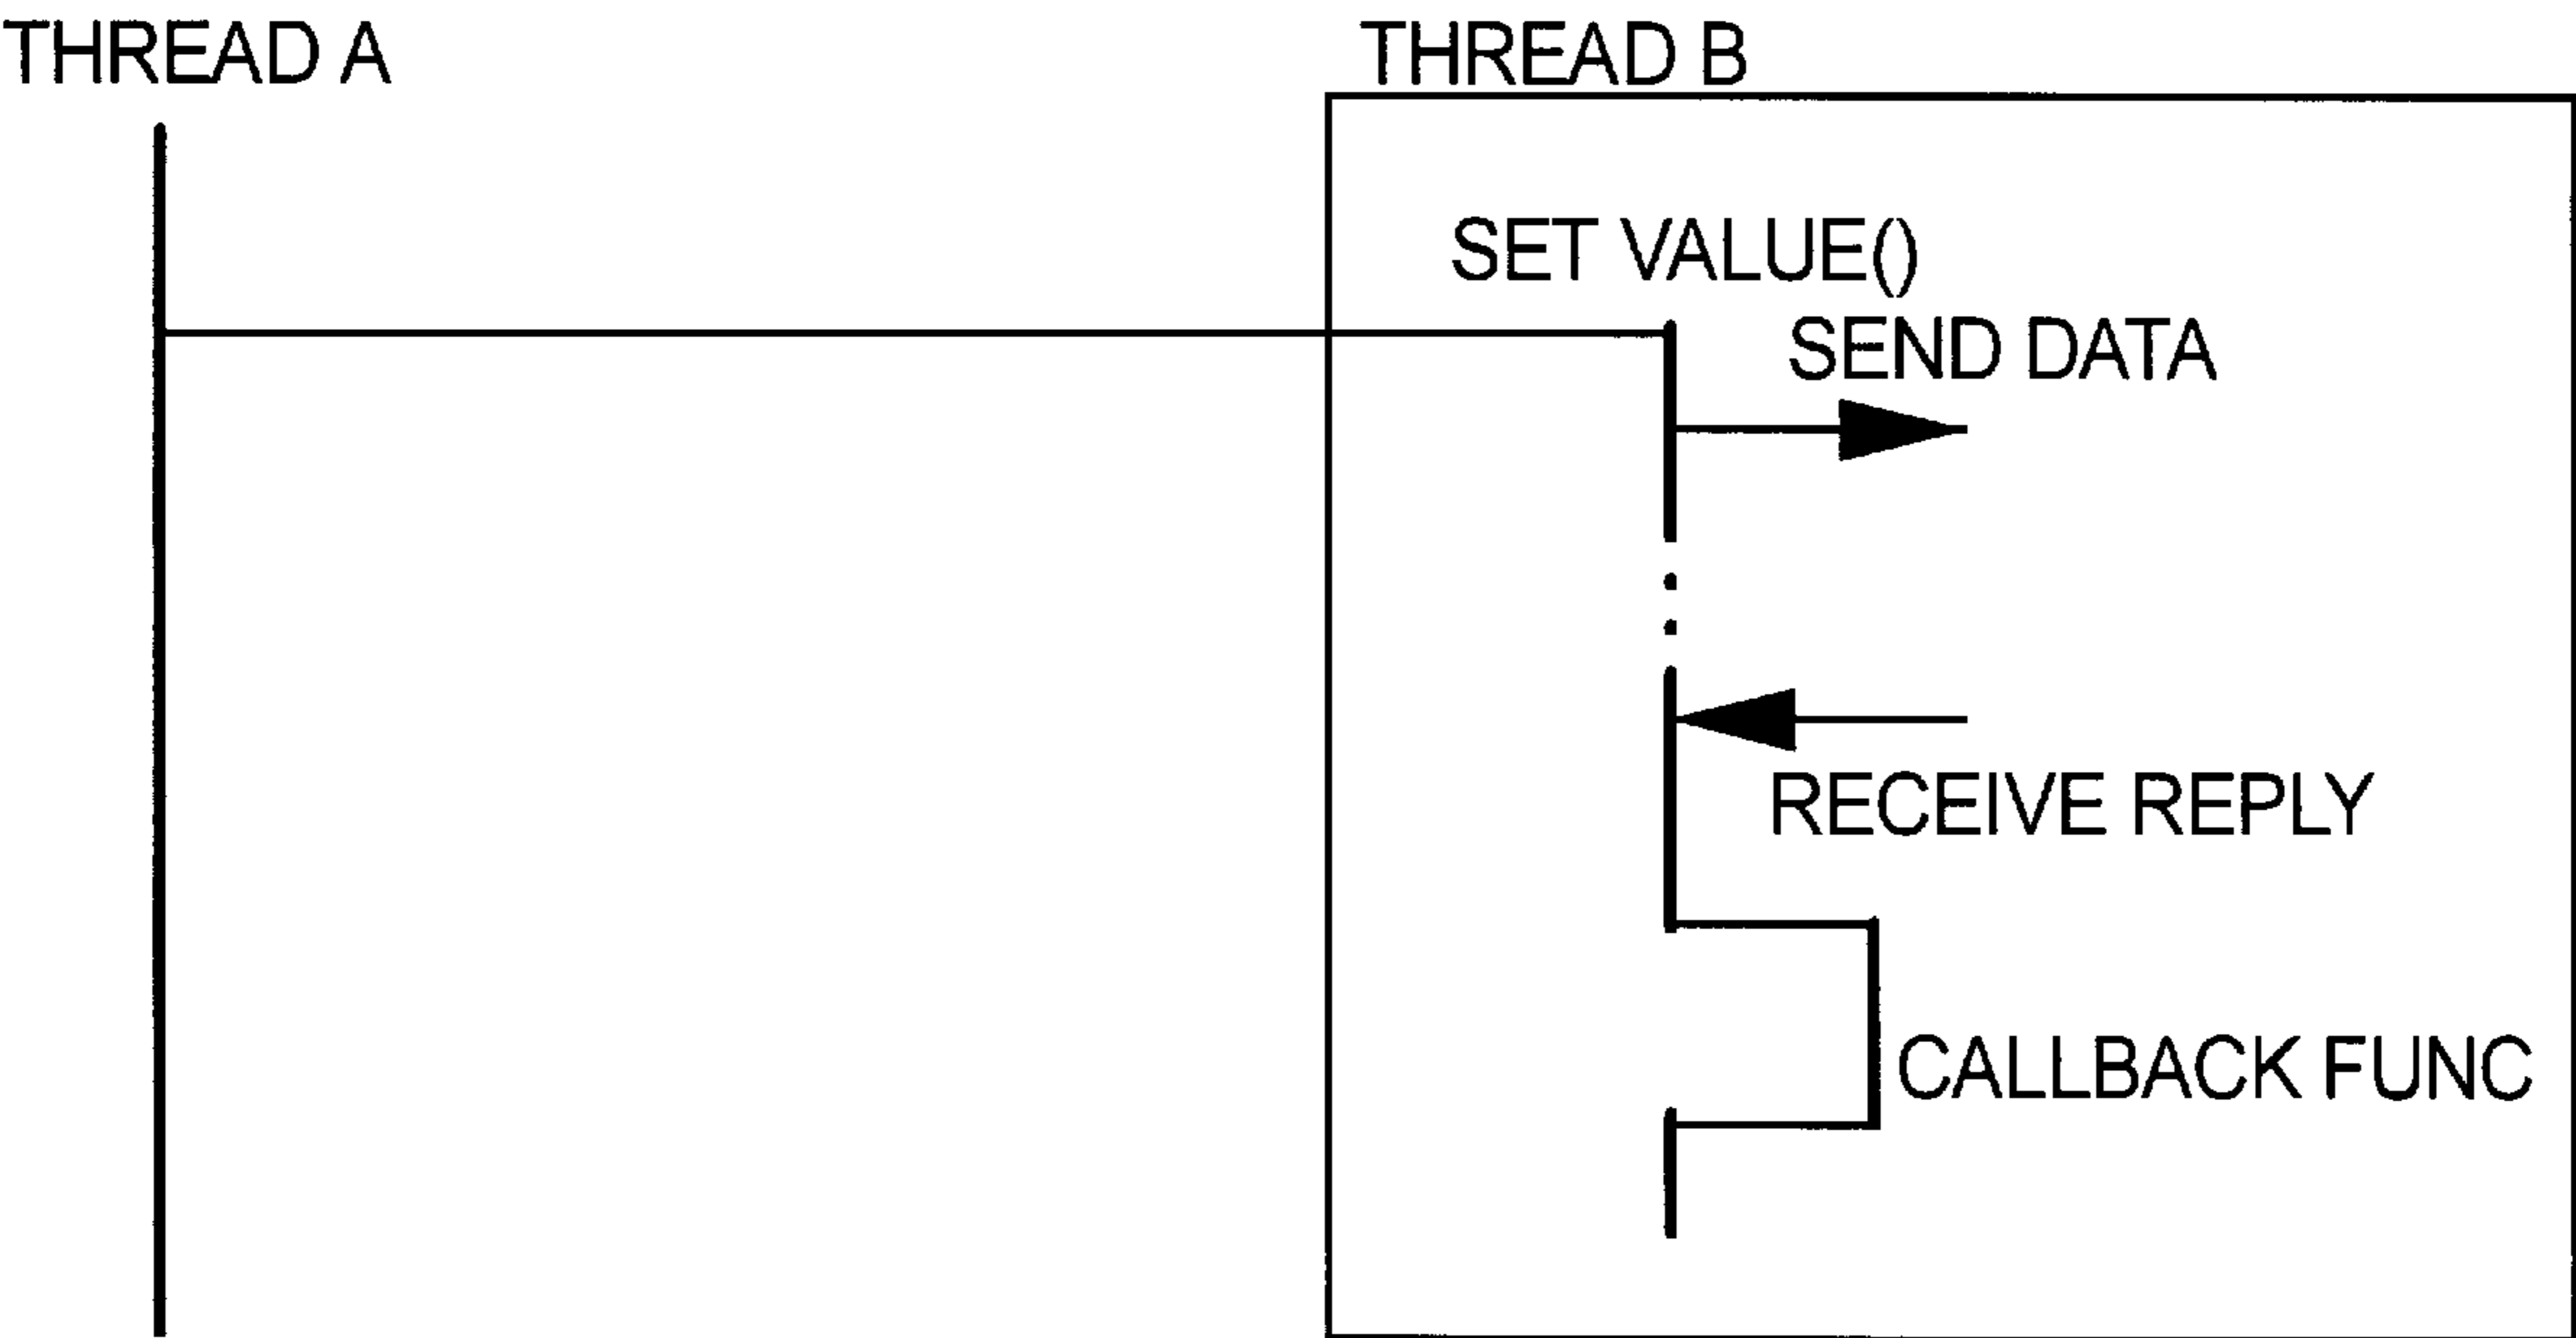 THREAD A
THREAD B
SET VALUE()
SEND DATA
RECEIVE REPLY
CALLBACK FUNC